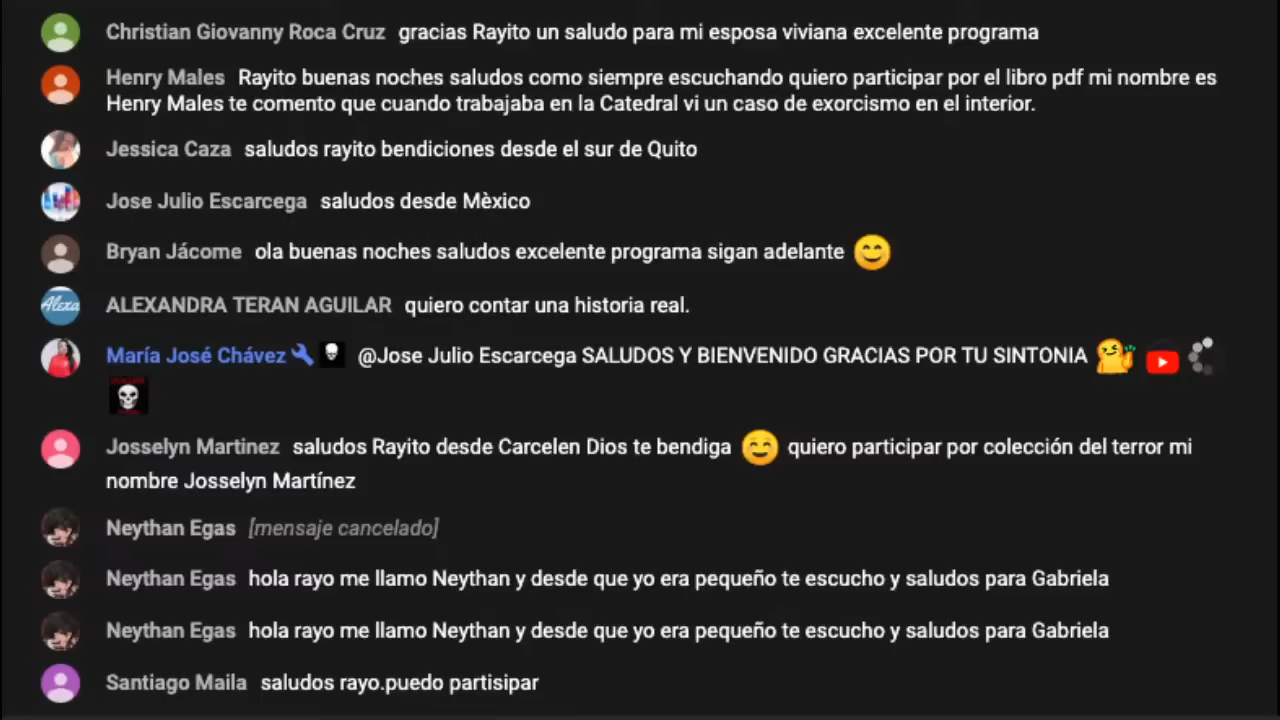 Christian Giovanny Roca Cruz gracias Rayito un saludo para mi esposa viviana excelente programa
Henry Males Rayito buenas noches saludos como siempre escuchando quiero participar por el libro pdf mi nombre es
Henry Males te comento que cuando trabajaba en la Catedral vi un caso de exorcismo en el interior.
Jessica Caza saludos rayito bendiciones desde el sur de Quito
Jose Julio Escarcega saludos desde Mèxico
Bryan Jácome ola buenas noches saludos excelente programa sigan adelante 😊
Alexa
ALEXANDRA TERAN AGUILAR quiero contar una historia real.
María José Chávez @Jose Julio Escarcega SALUDOS Y BIENVENIDO GRACIAS POR TU SINTONIA
Josselyn Martinez saludos Rayito desde Carcelen Dios te bendiga ☺️ quiero participar por colección del terror mi
nombre Josselyn Martínez
Neythan Egas [mensaje cancelado]
Neythan Egas hola rayo me llamo Neythan y desde que yo era pequeño te escucho y saludos para Gabriela
Neythan Egas hola rayo me llamo Neythan y desde que yo era pequeño te escucho y saludos para Gabriela
Santiago Maila saludos rayo.puedo partisipar